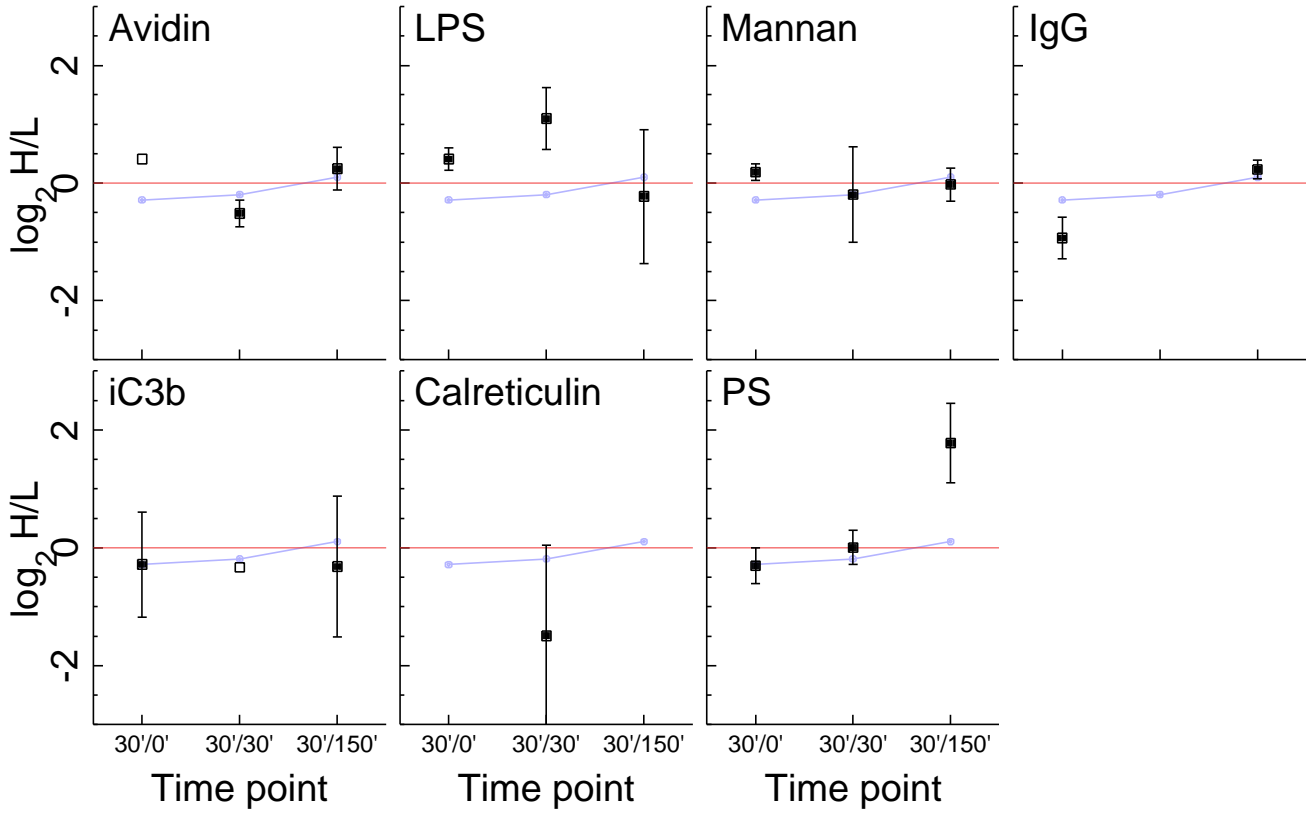 Avidin LPS Mannan IgG
log2 H/L
2
0
-2
iC3b Calreticulin PS
log2 H/L
2
0
-2
30'/0' 30'/30' 30'/150' 30'/0' 30'/30' 30'/150' 30'/0' 30'/30' 30'/150'
Time point Time point Time point